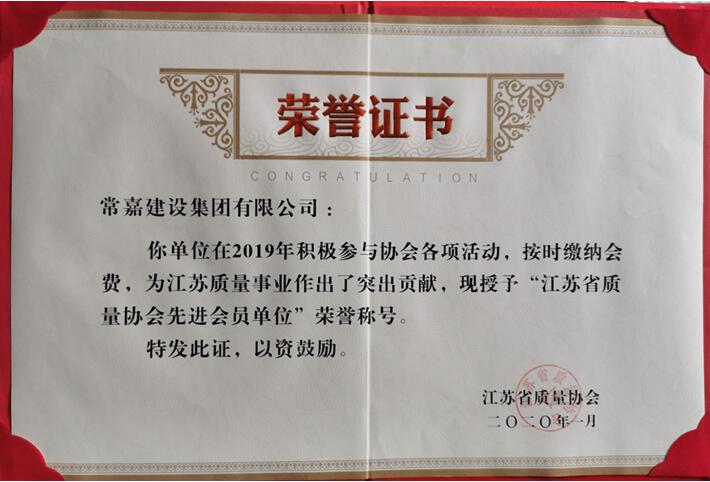 荣誉证书
CONGRATULATION
常嘉建设集团有限公司：
你单位在2019年积极参与协会各项活动，按时缴纳会
费，为江苏质量事业作出了突出贡献，现授予“江苏省质
量协会先进会员单位”荣誉称号。
特发此证，以资鼓励。
江苏省质量协会
二〇二〇年一月